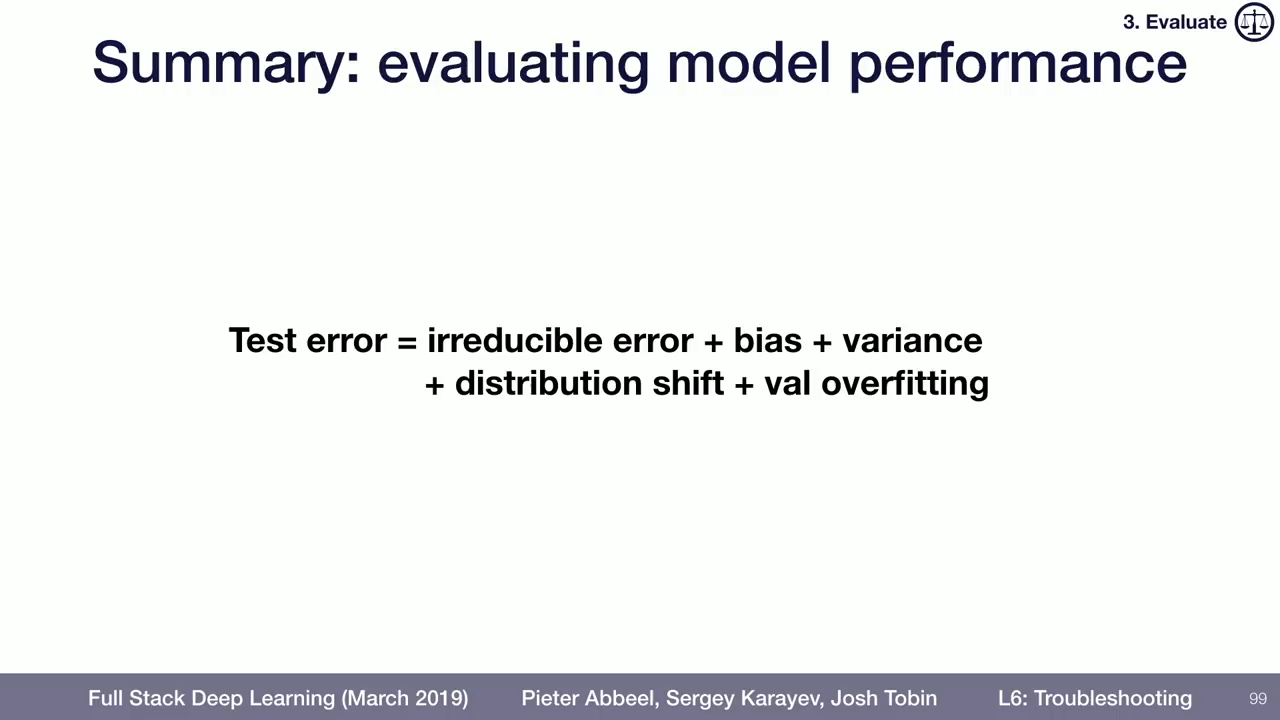 3. Evaluate
Summary: evaluating model performance
Test error = irreducible error + bias + variance
+ distribution shift + val overfitting
Full Stack Deep Learning (March 2019) Pieter Abbeel, Sergey Karayev, Josh Tobin L6: Troubleshooting 99